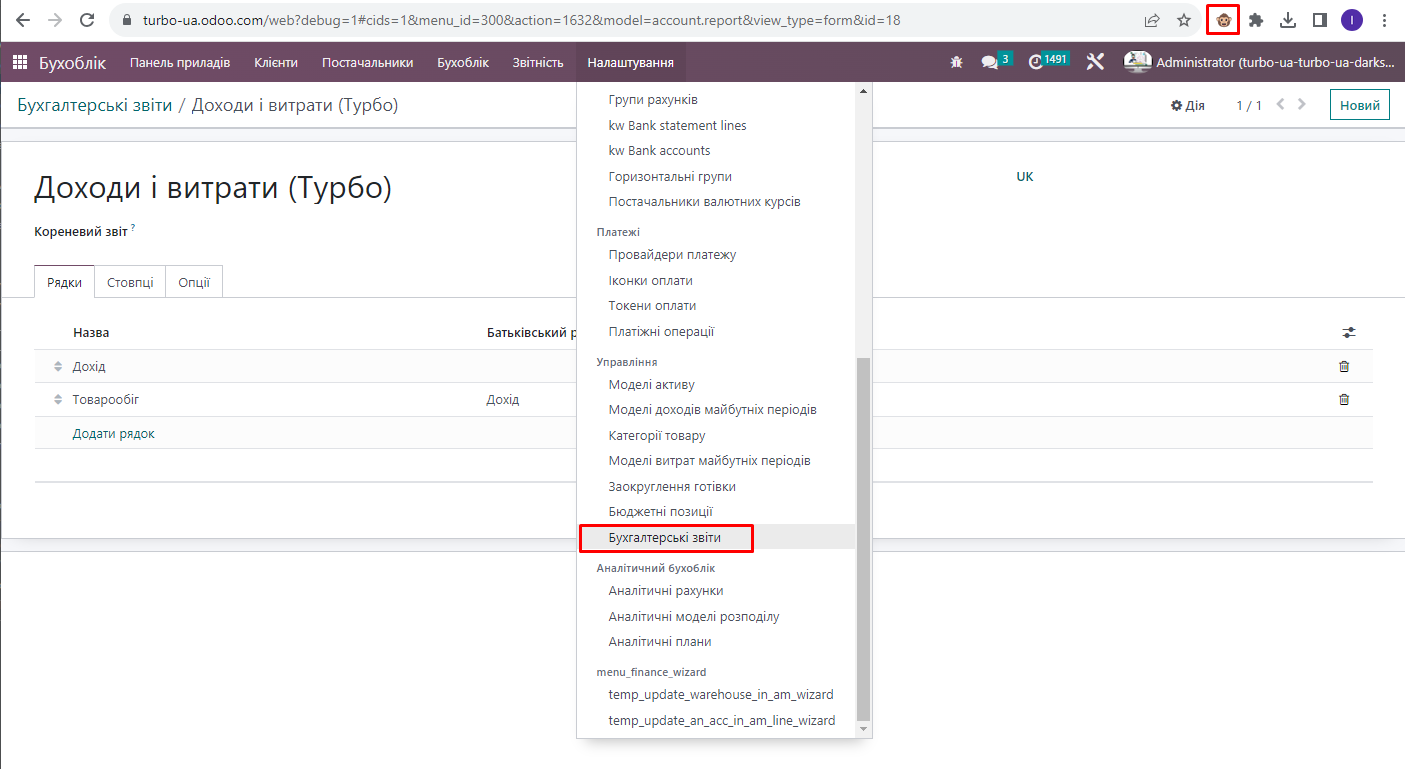 turbo-ua.odoo.com/web?debug=1#cids=1&menu_id=300&action=1632&model=account.report&view_type=form&id=18
I
Бухоблік Панель приладів Клієнти Постачальники Бухоблік Звітність Налаштування 3 1491 Administrator (turbo-ua-turbo-ua-darks...
Бухгалтерські звіти / Доходи і витрати (Турбо) Дія 1 / 1 Новий
Доходи і витрати (Турбо) UK
Кореневий звіт ?
Рядки Стовпці Опції
Назва Батьківський р
Дохід
Товарообіг Дохід
Додати рядок
Групи рахунків
kw Bank statement lines
kw Bank accounts
Горизонтальні групи
Постачальники валютних курсів
Платежі
Провайдери платежу
Іконки оплати
Токени оплати
Платіжні операції
Управління
Моделі активу
Моделі доходів майбутніх періодів
Категорії товару
Моделі витрат майбутніх періодів
Заокруглення готівки
Бюджетні позиції
Бухгалтерські звіти
Аналітичний бухоблік
Аналітичні рахунки
Аналітичні моделі розподілу
Аналітичні плани
menu_finance_wizard
temp_update_warehouse_in_am_wizard
temp_update_an_acc_in_am_line_wizard